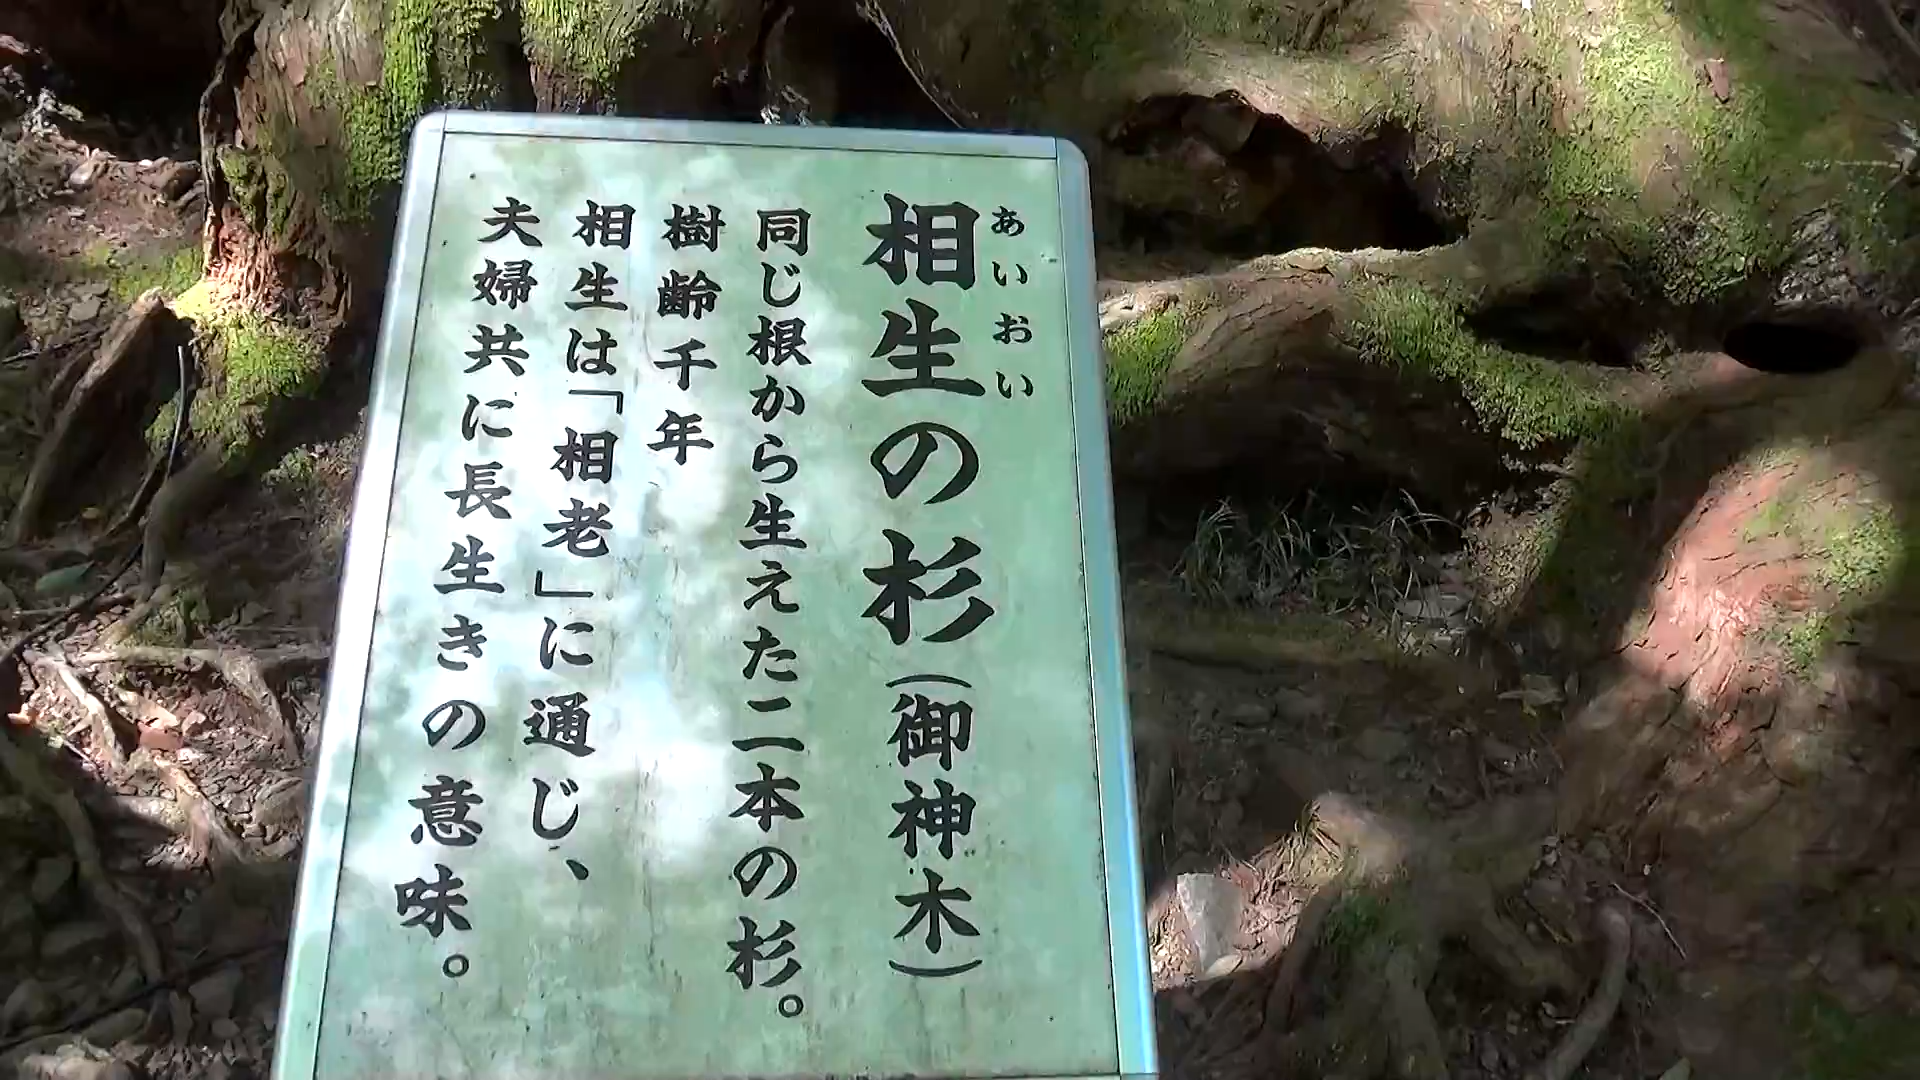 相生の杉(御神木)
あいおい
同じ根から生えた二本の杉。
樹齢千年
相生は「相老」に通じ、
夫婦共に長生きの意味。